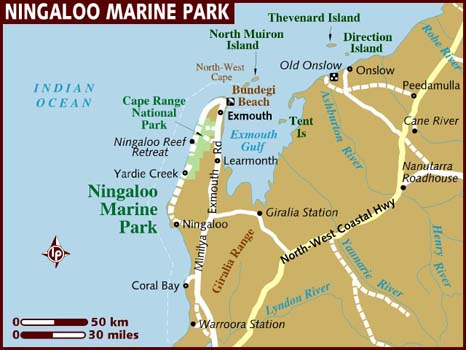 NINGALOO MARINE PARK
Thevenard Island
North Muiron
Island
Direction
Island
Old Onslow
Onslow
North-West
Cape
Bundegi
Beach
INDIAN
OCEAN
Cape Range
National
Park
Exmouth
Peedamulla
Robe River
Tent
Is
Ashburton River
Cane River
Exmouth
Gulf
Ningaloo Reef
Retreat
Learmonth
Nanutarra
Roadhouse
Yardie Creek
Ningaloo
Marine
Park
Minilya Exmouth Rd
Giralia Station
Ningaloo
Giralia Range
North-West Coastal Hwy
Yannarie River
Henry River
Lyndon River
Coral Bay
Warroora Station
lp
0 50 km
0 30 miles